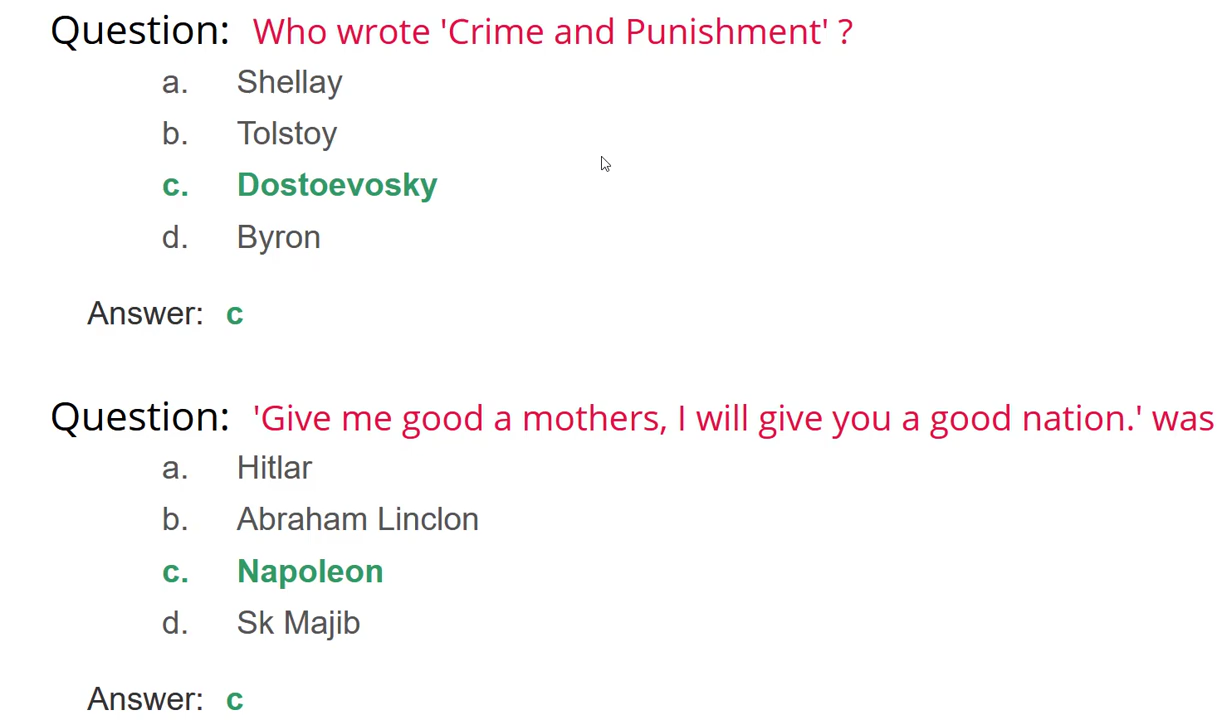 Question: Who wrote 'Crime and Punishment' ?
a. Shellay
b. Tolstoy
c. Dostoevosky
d. Byron
Answer: c
Question: 'Give me good a mothers, I will give you a good nation.' was
a. Hitlar
b. Abraham Linclon
c. Napoleon
d. Sk Majib
Answer: c